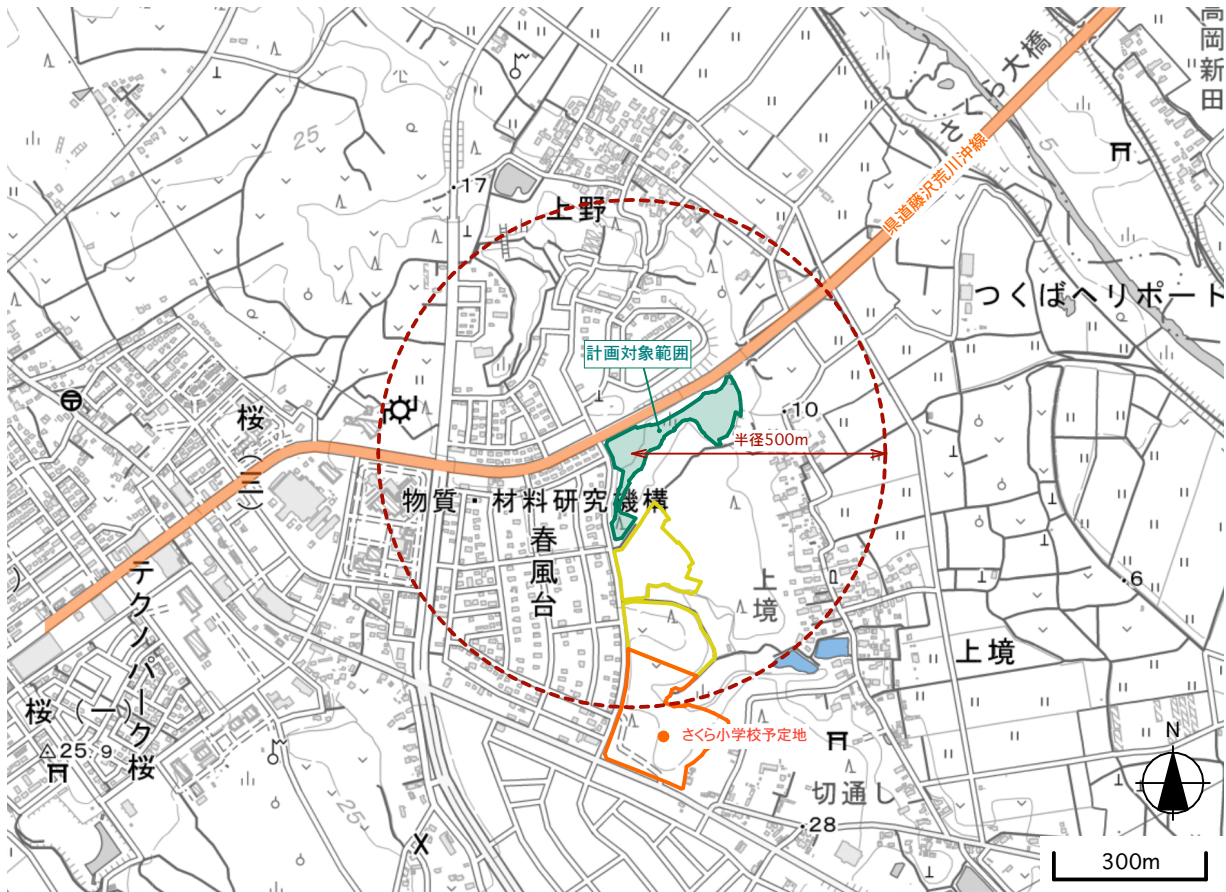 高岡新田
さくら大橋
県道藤沢荒川沖線
17
25
上野
つくばヘリポート
計画対象範囲
10
半径500m
桜(三)
物質・材料研究機構
春風台
テクノパーク桜
上境
6
上境
桜(一)
25.9
さくら小学校予定地
N
切通し
28
25
300m